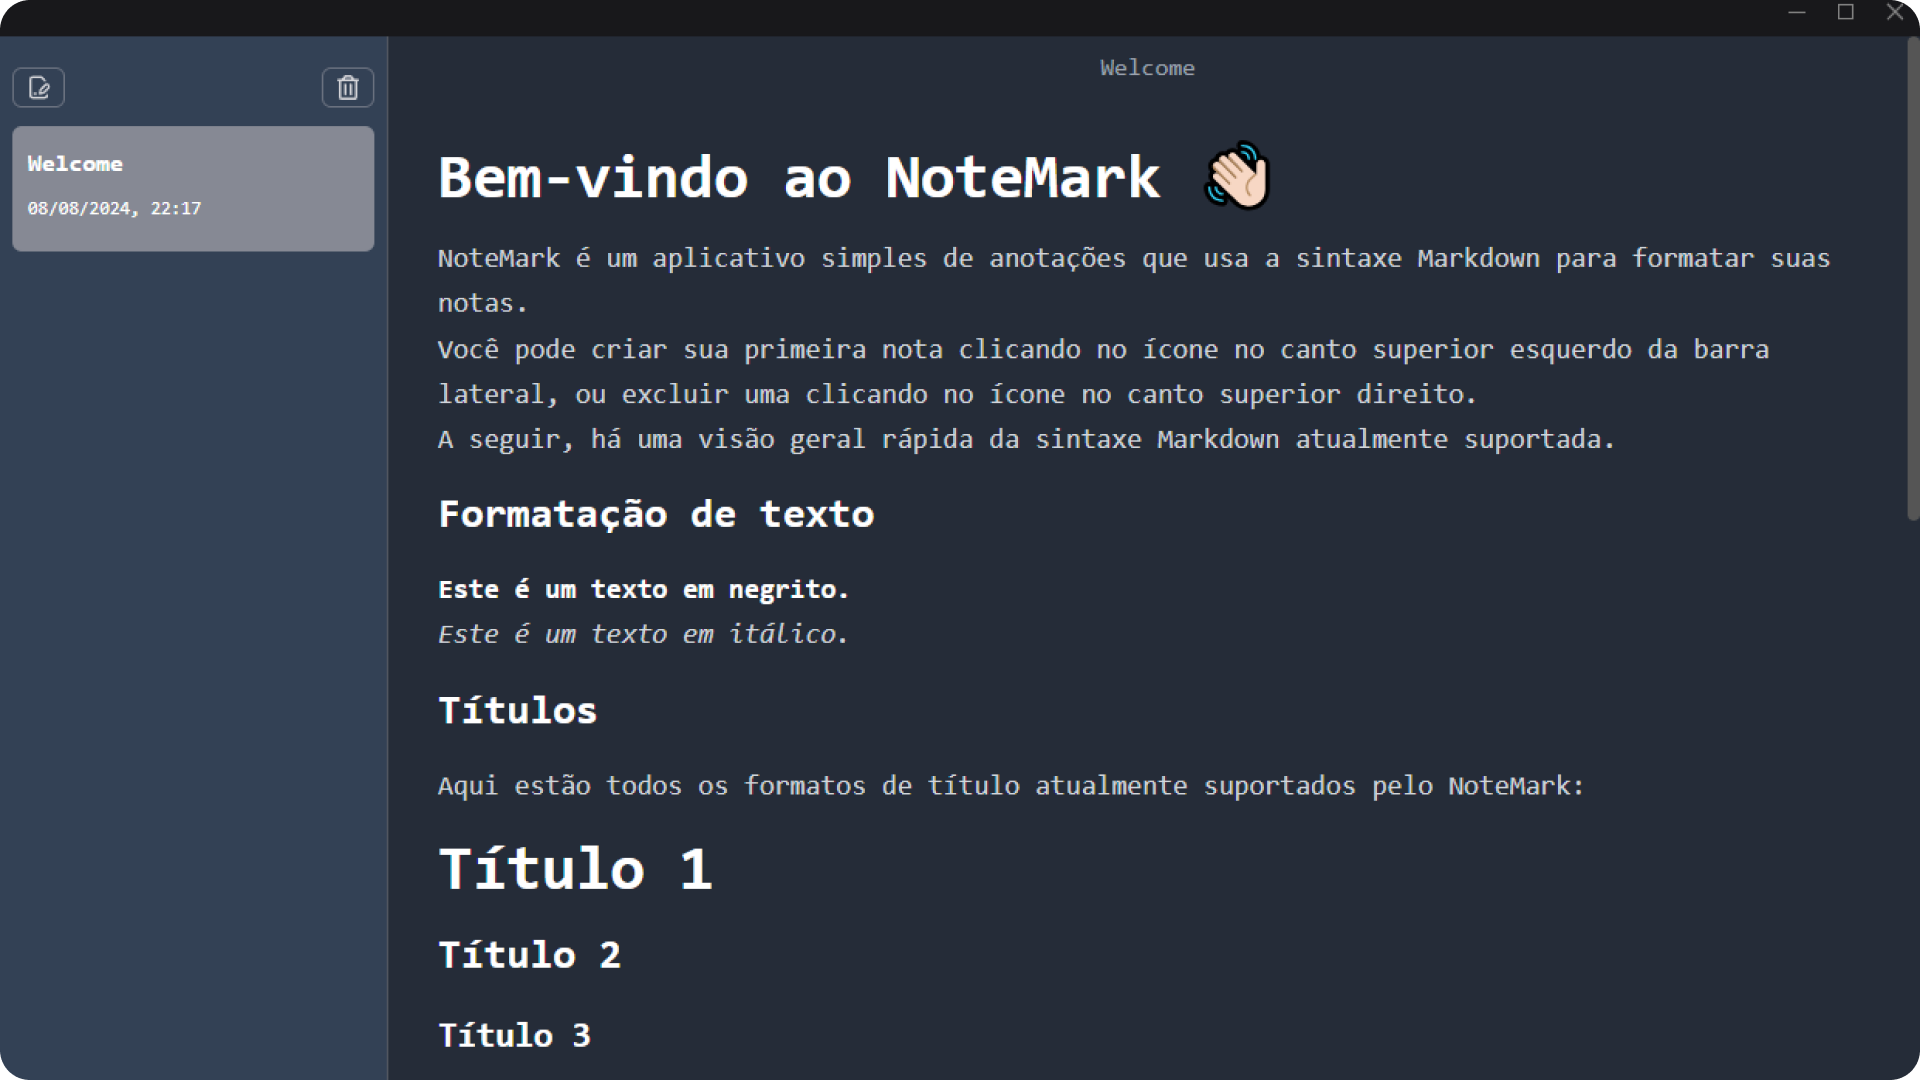 Welcome
08/08/2024, 22:17
Welcome
Bem-vindo ao NoteMark 👋🏻
NoteMark é um aplicativo simples de anotações que usa a sintaxe Markdown para formatar suas
notas.
Você pode criar sua primeira nota clicando no ícone no canto superior esquerdo da barra
lateral, ou excluir uma clicando no ícone no canto superior direito.
A seguir, há uma visão geral rápida da sintaxe Markdown atualmente suportada.
Formatação de texto
Este é um texto em negrito.
Este é um texto em itálico.
Títulos
Aqui estão todos os formatos de título atualmente suportados pelo NoteMark:
Título 1
Título 2
Título 3